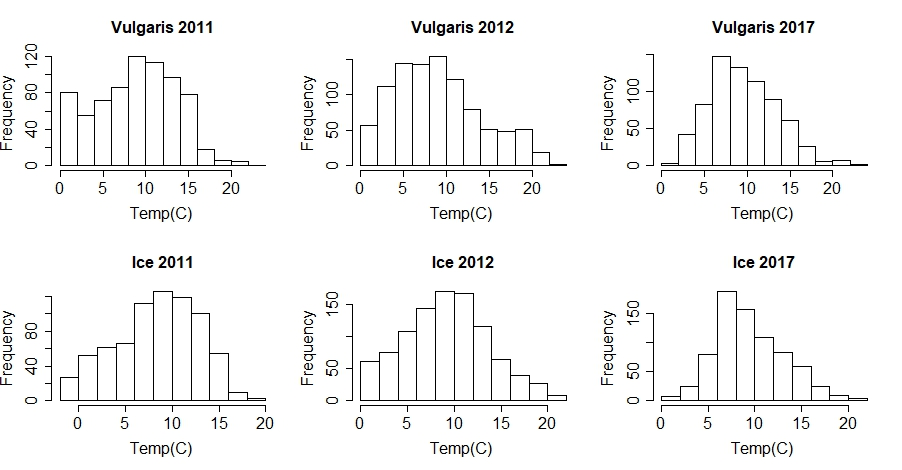 Vulgaris 2011
Frequency
0 40 80 120
0 5 10 15 20
Temp(C)
Vulgaris 2012
Frequency
0 50 100
0 5 10 15 20
Temp(C)
Vulgaris 2017
Frequency
0 50 100
0 5 10 15 20
Temp(C)
Ice 2011
Frequency
0 40 80
0 5 10 15 20
Temp(C)
Ice 2012
Frequency
0 50 150
0 5 10 15 20
Temp(C)
Ice 2017
Frequency
0 50 150
0 5 10 15 20
Temp(C)